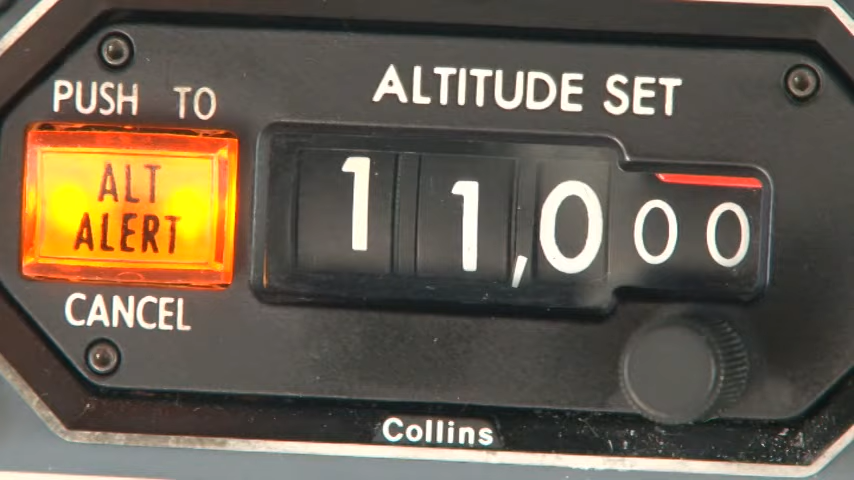 PUSH TO
ALTITUDE SET
ALT
ALERT
11,000
CANCEL
Collins